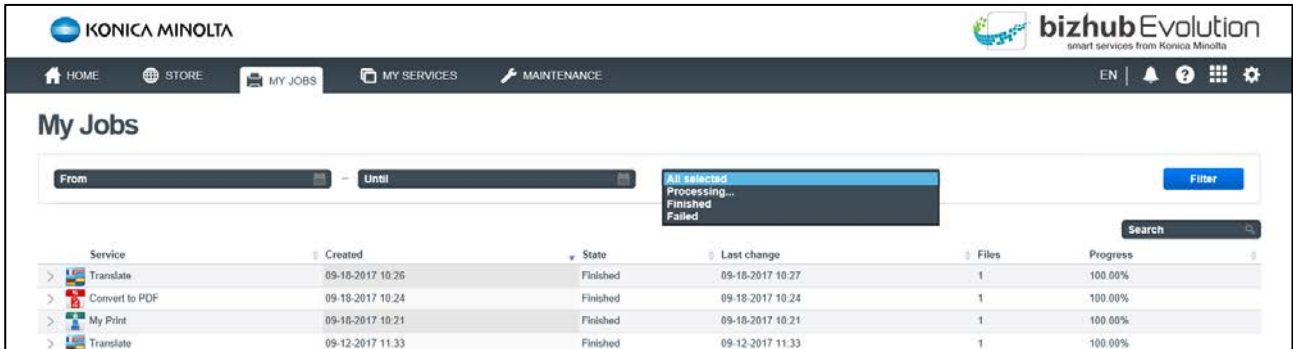 KONICA MINOLTA
bizhub Evolution
smart services from Konica Minolta
HOME STORE MY JOBS MY SERVICES MAINTENANCE EN
My Jobs
From – Until All selected Filter
Processing...
Finished
Failed
Search
Service Created State Last change Files Progress
Translate 09-18-2017 10:26 Finished 09-18-2017 10:27 1 100.00%
Convert to PDF 09-18-2017 10:24 Finished 09-18-2017 10:24 1 100.00%
My Print 09-18-2017 10:21 Finished 09-18-2017 10:21 1 100.00%
Translate 09-12-2017 11:33 Finished 09-12-2017 11:33 1 100.00%